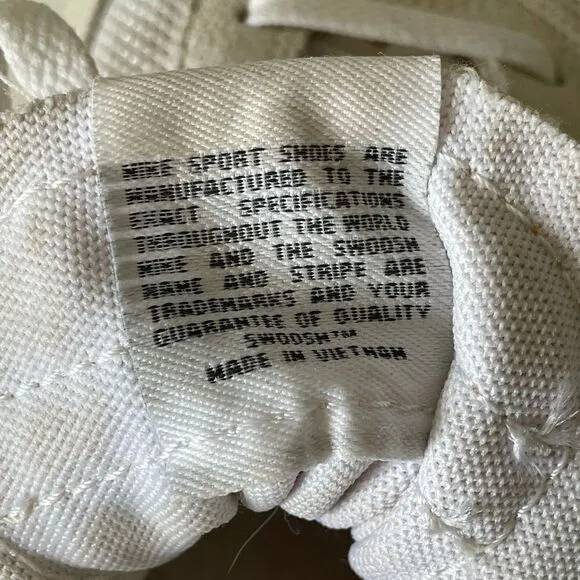 NIKE SPORT SHOES ARE
MANUFACTURED TO THE
EXACT SPECIFICATIONS
THROUGHOUT THE WORLD
NIKE AND THE SWOOSH
NAME AND STRIPE ARE
TRADEMARKS AND YOUR
GUARANTEE OF QUALITY
SWOOSH™
MADE IN VIETNAM